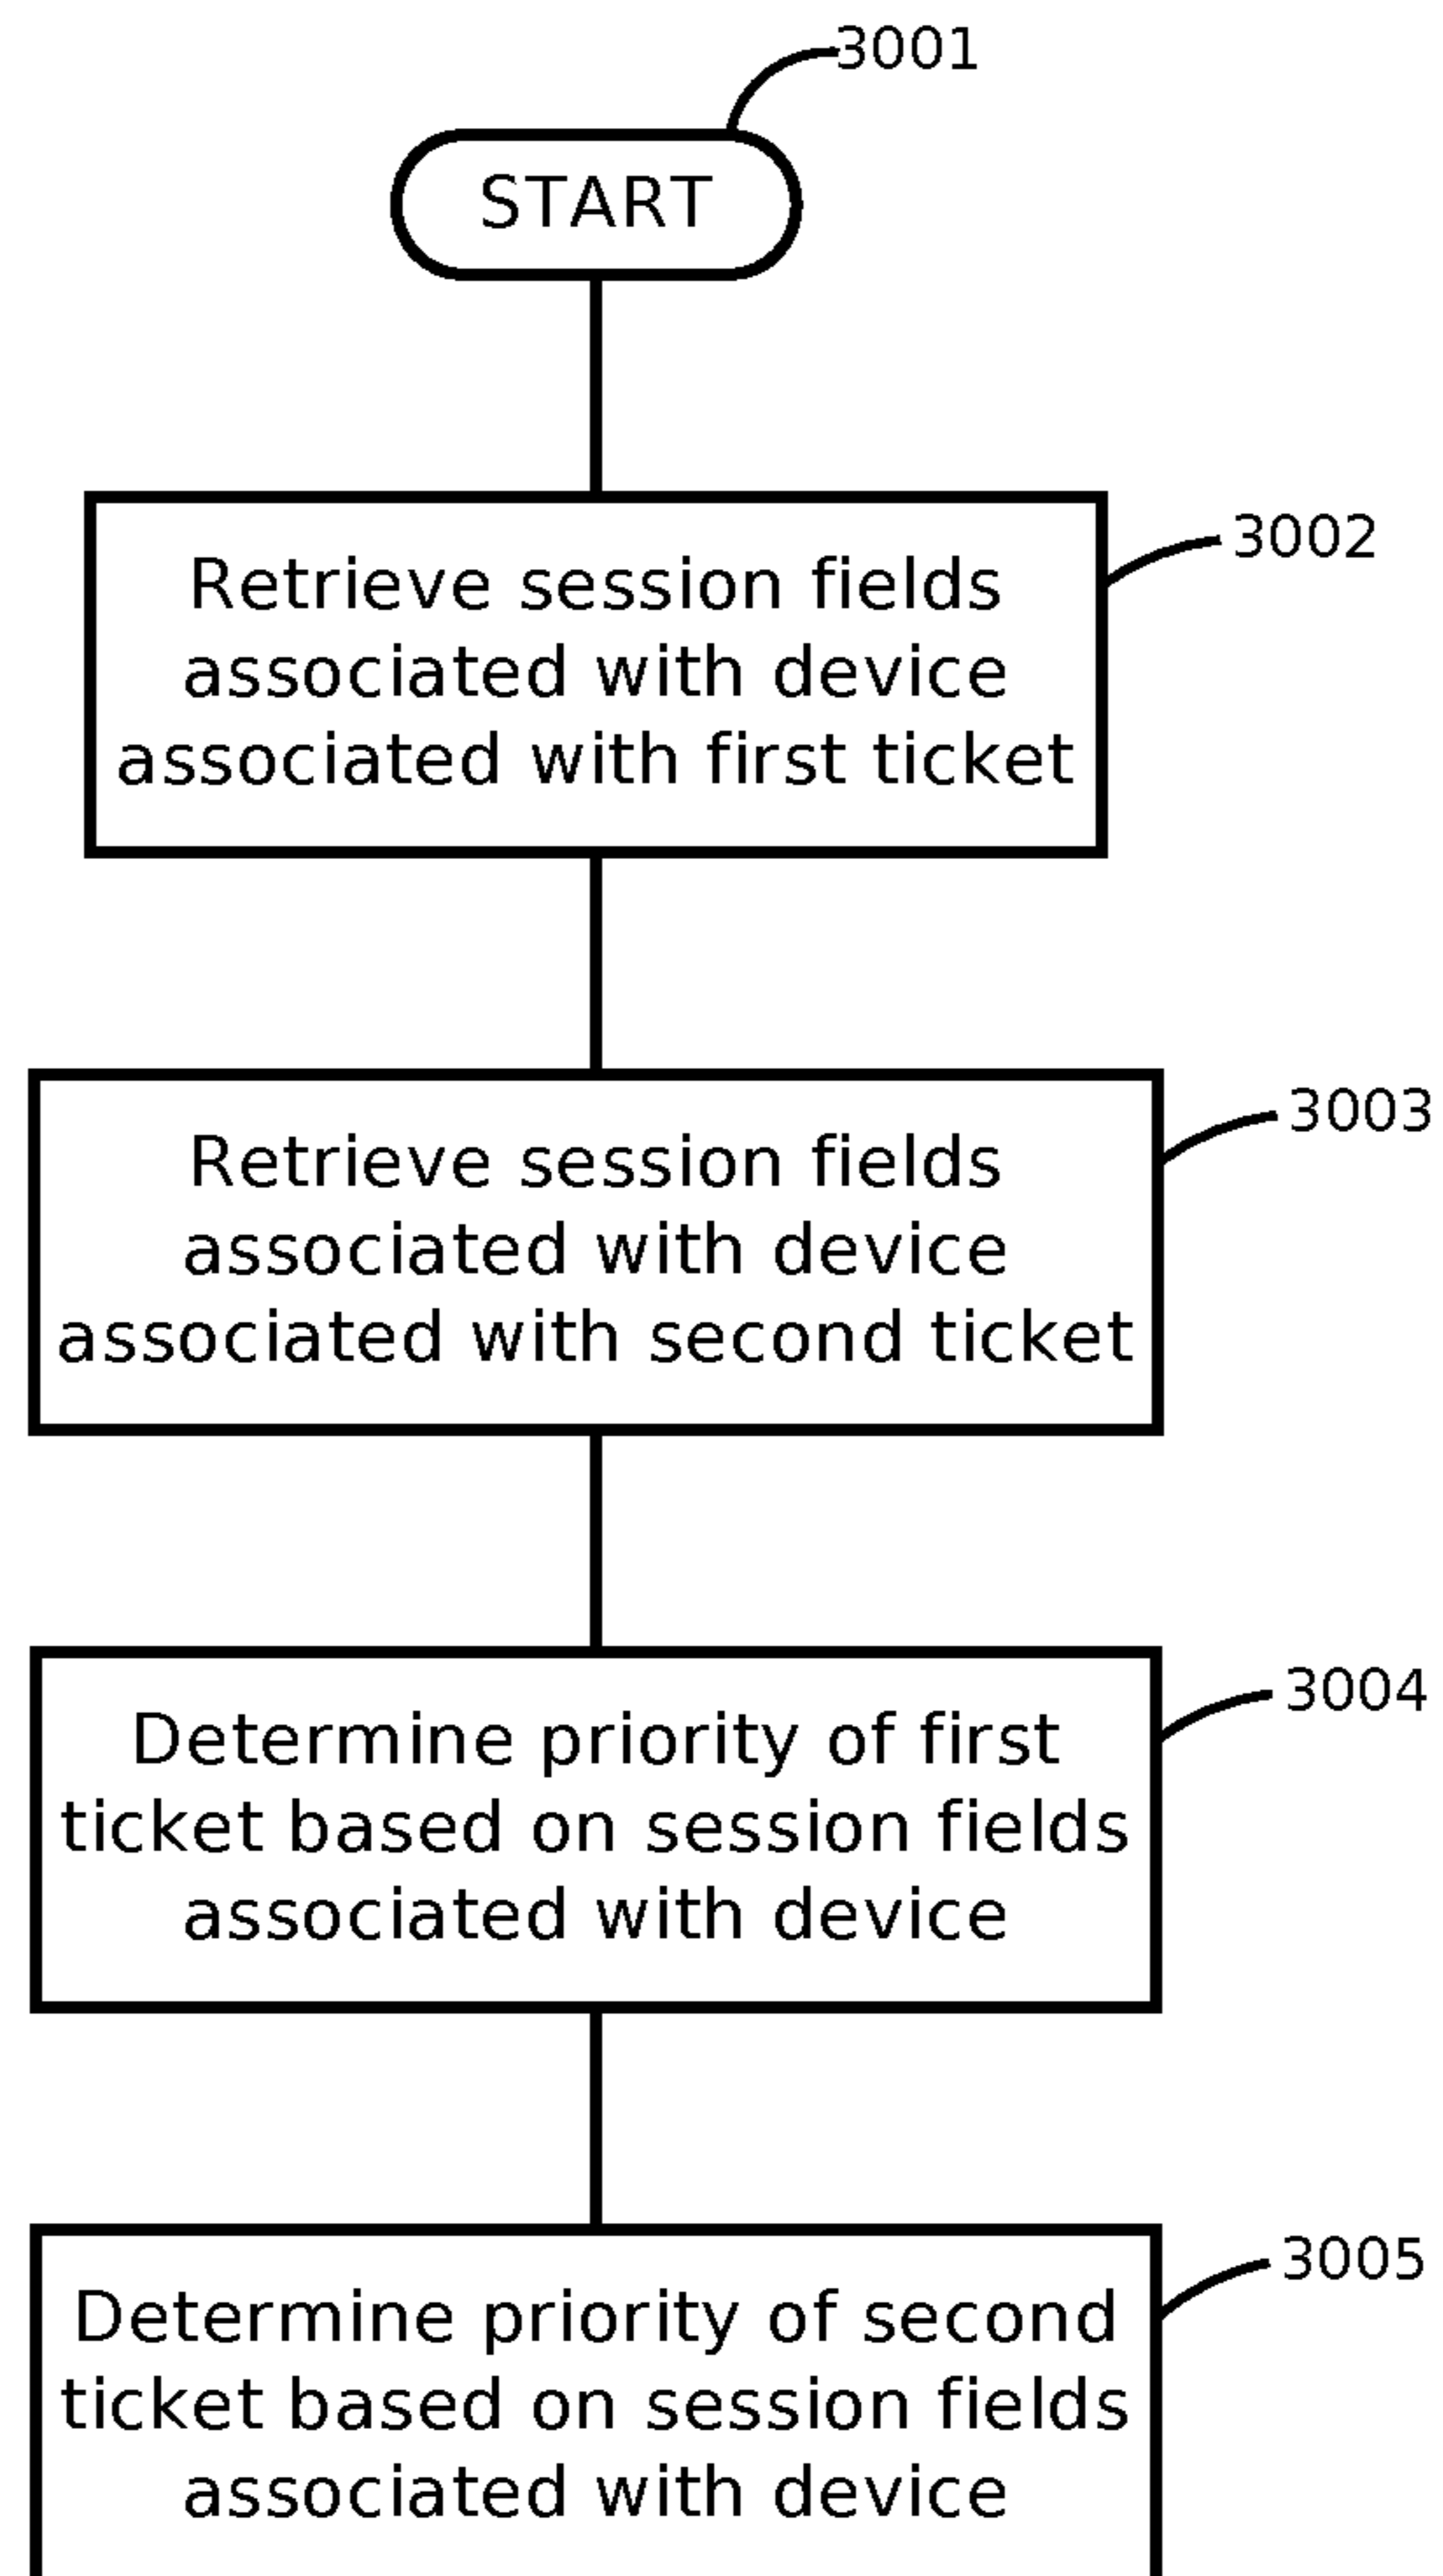 3001
START
3002
Retrieve session fields
associated with device
associated with first ticket
3003
Retrieve session fields
associated with device
associated with second ticket
3004
Determine priority of first
ticket based on session fields
associated with device
3005
Determine priority of second
ticket based on session fields
associated with device